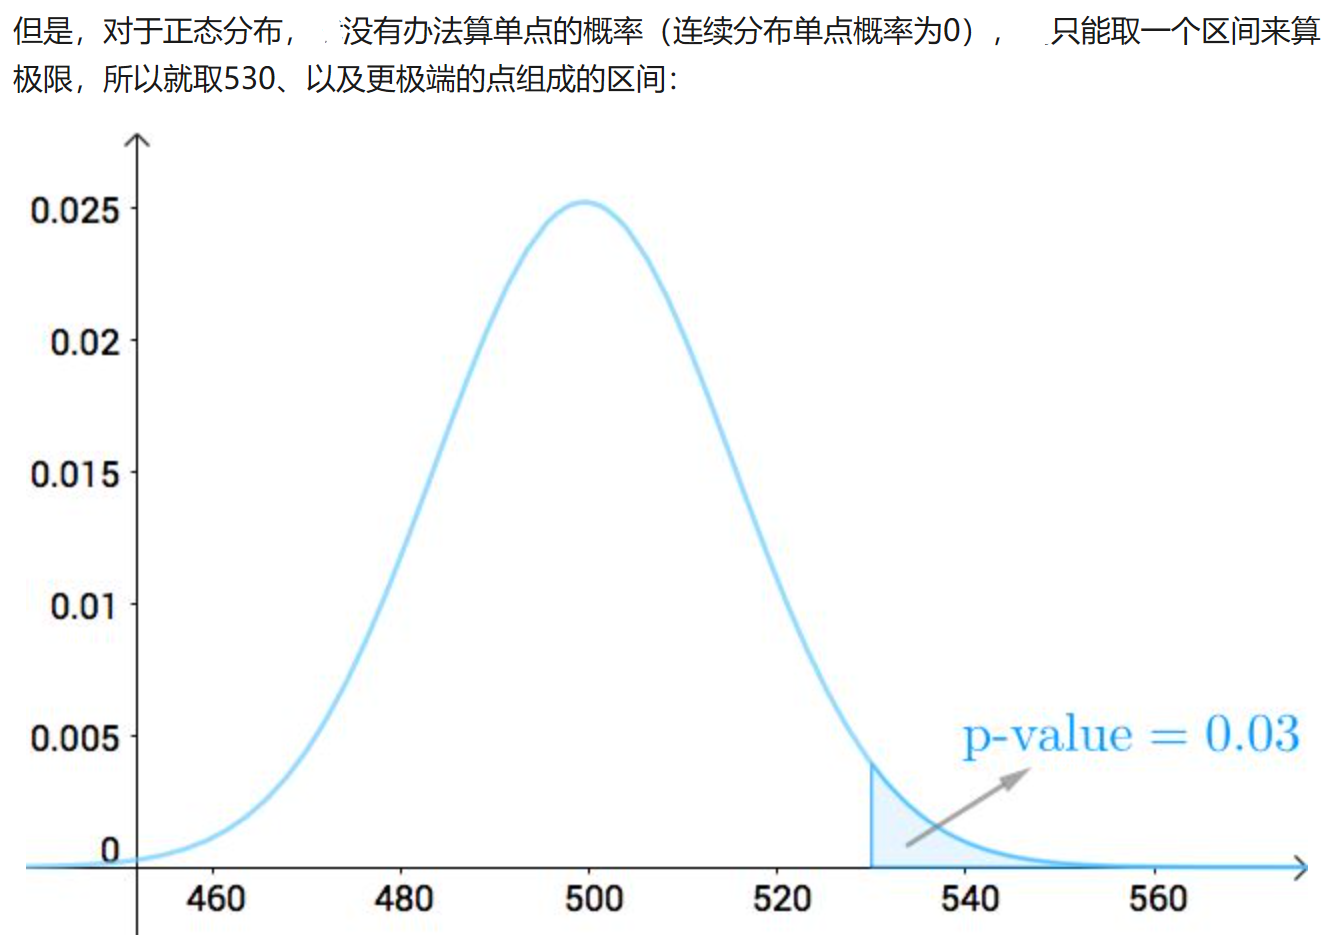 但是，对于正态分布，没有办法算单点的概率（连续分布单点概率为0），只能取一个区间来算
极限，所以就取530、以及更极端的点组成的区间：
0.025
0.02
0.015
0.01
0.005
p-value = 0.03
0
460 480 500 520 540 560